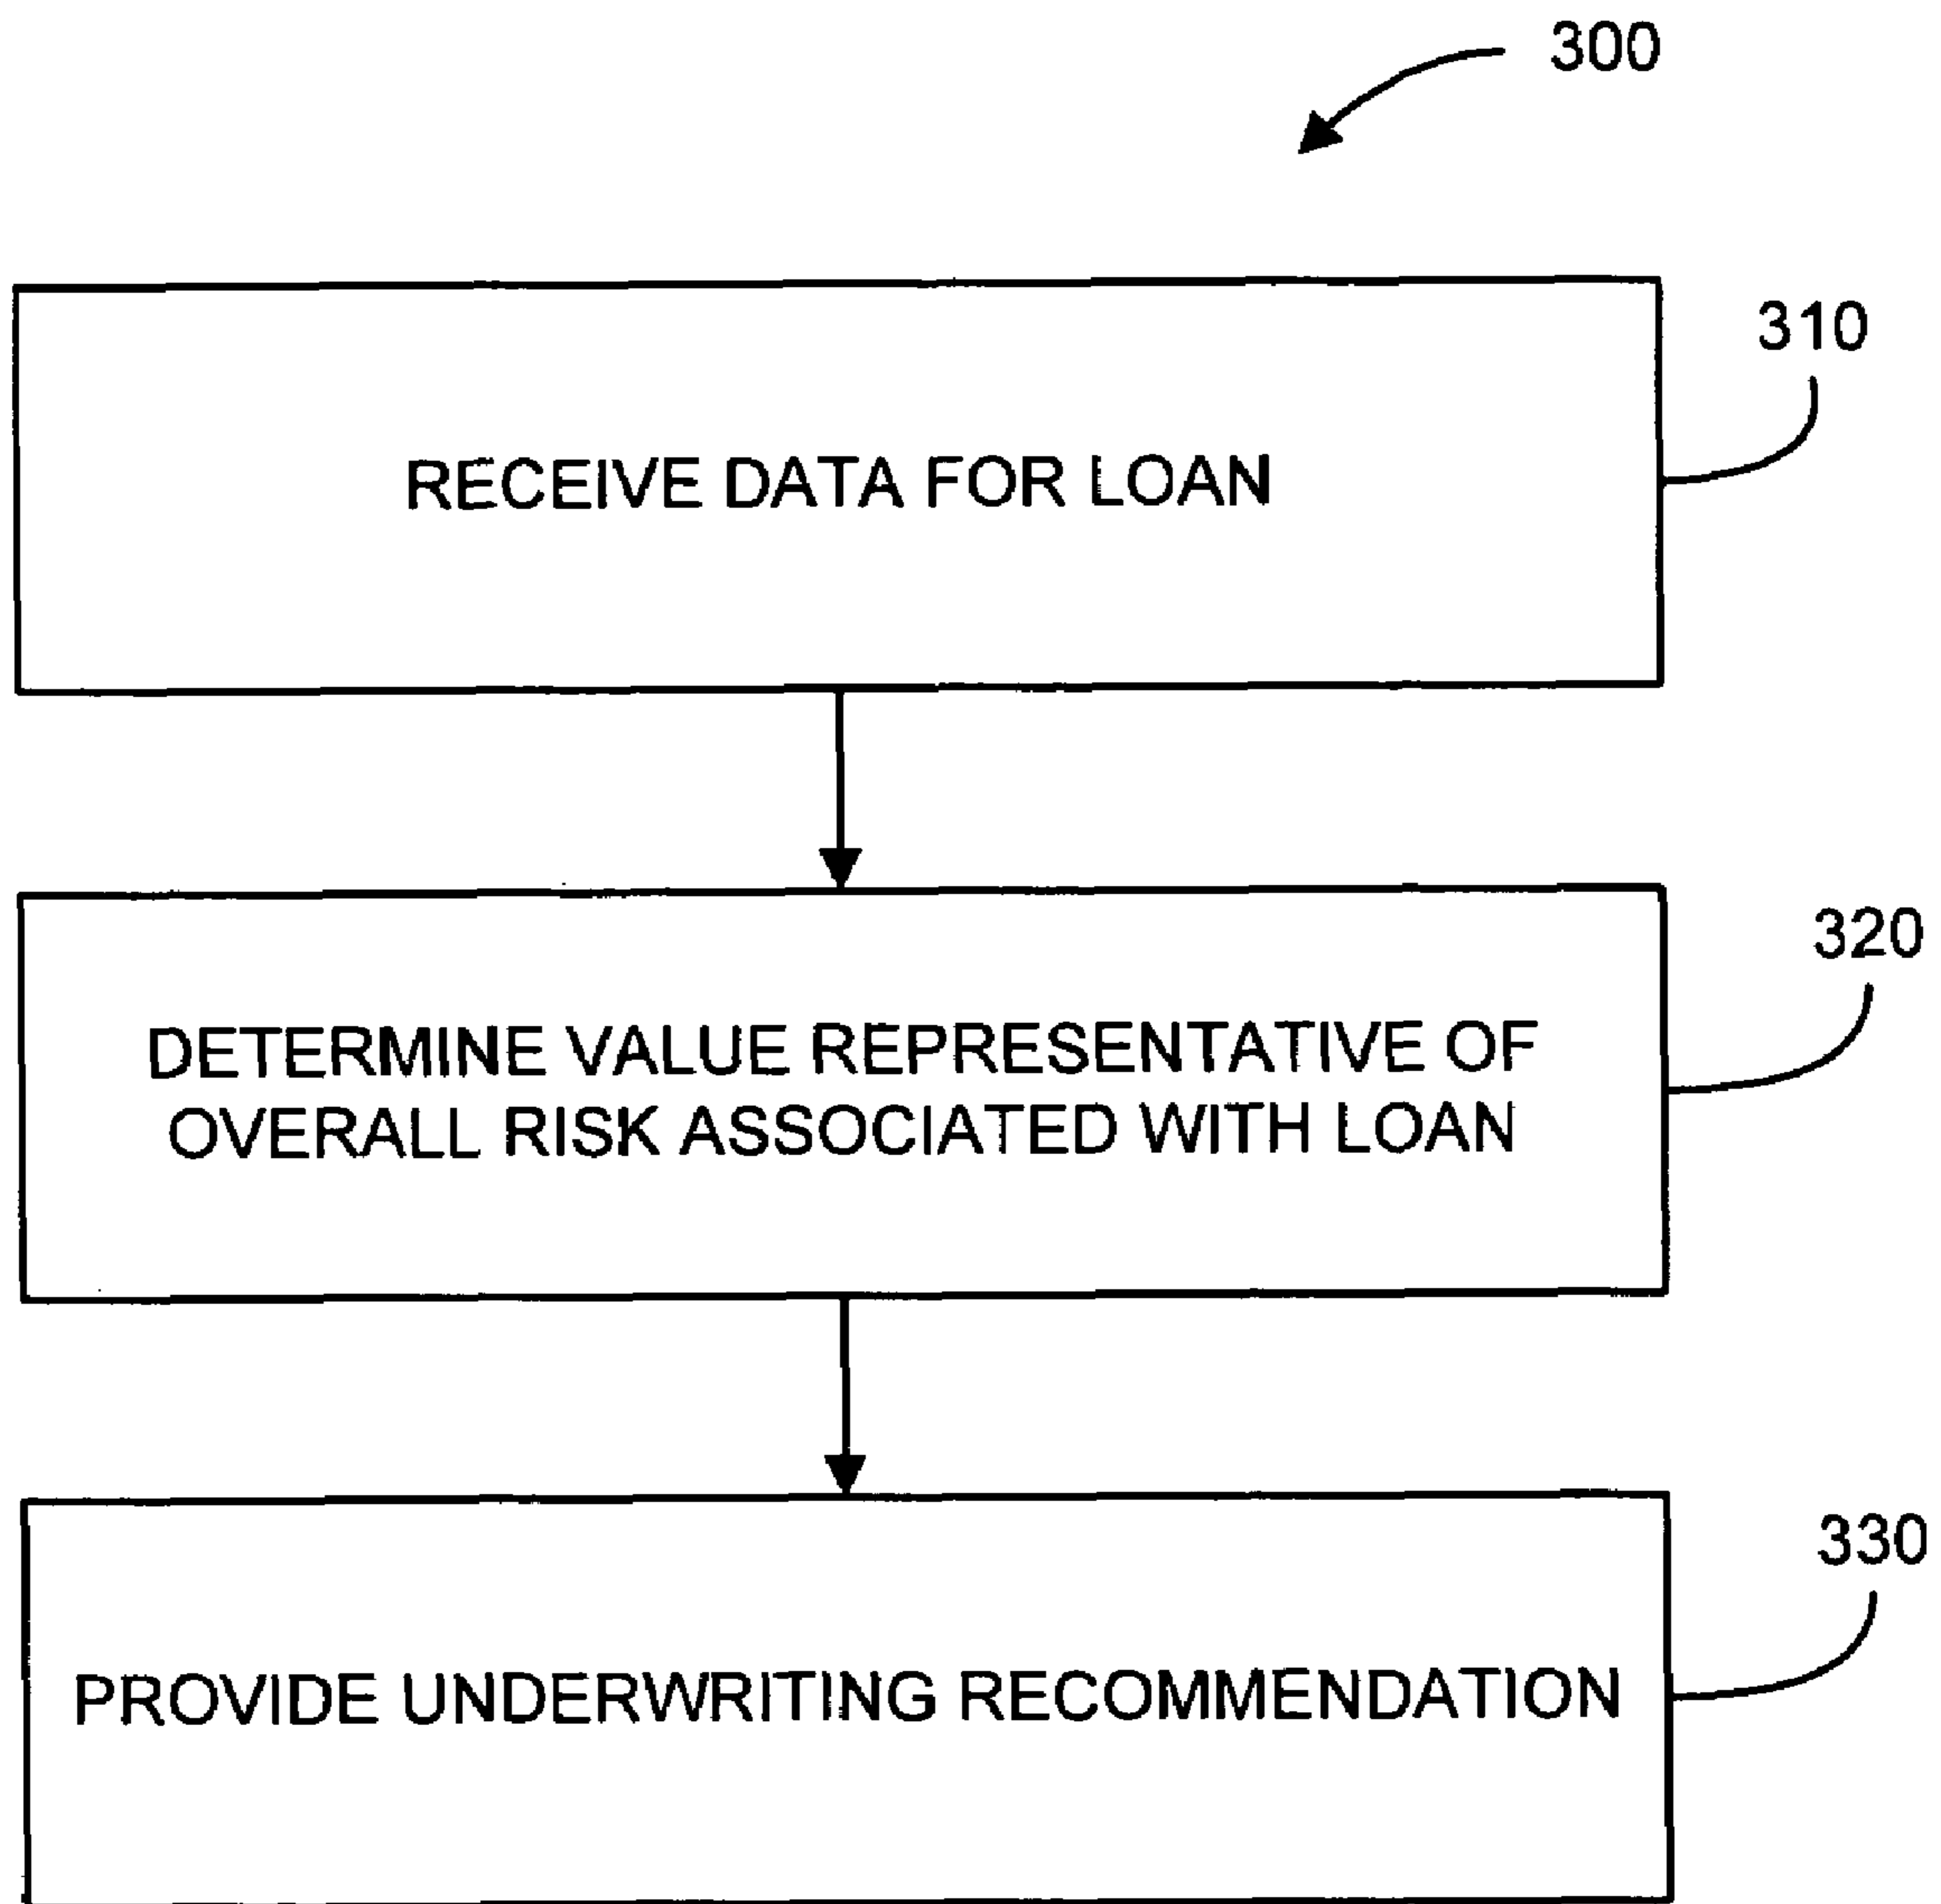 300
310
RECEIVE DATA FOR LOAN
320
DETERMINE VALUE REPRESENTATIVE OF
OVERALL RISK ASSOCIATED WITH LOAN
330
PROVIDE UNDERWRITING RECOMMENDATION